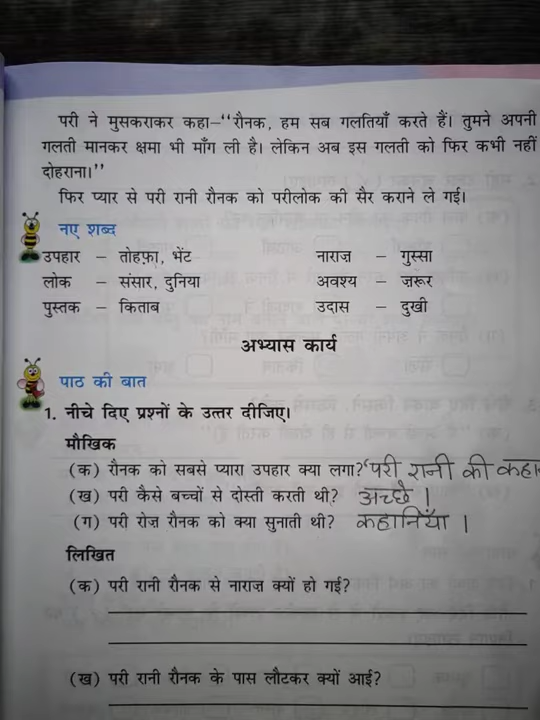 परी ने मुसकराकर कहा–“रौनक, हम सब गलतियाँ करते हैं। तुमने अपनी
गलती मानकर क्षमा भी माँग ली है। लेकिन अब इस गलती को फिर कभी नहीं
दोहराना।”
फिर प्यार से परी रानी रौनक को परीलोक की सैर कराने ले गई।
नए शब्द
उपहार – तोहफ़ा, भेंट नाराज़ – गुस्सा
लोक – संसार, दुनिया अवश्य – जरूर
पुस्तक – किताब उदास – दुखी
अभ्यास कार्य
पाठ की बात
1. नीचे दिए प्रश्नों के उत्तर दीजिए।
मौखिक
(क) रौनक को सबसे प्यारा उपहार क्या लगा? 'परी रानी की कहा
(ख) परी कैसे बच्चों से दोस्ती करती थी? अच्छे ।
(ग) परी रोज़ रौनक को क्या सुनाती थी? कहानियाँ ।
लिखित
(क) परी रानी रौनक से नाराज़ क्यों हो गई?
(ख) परी रानी रौनक के पास लौटकर क्यों आई?